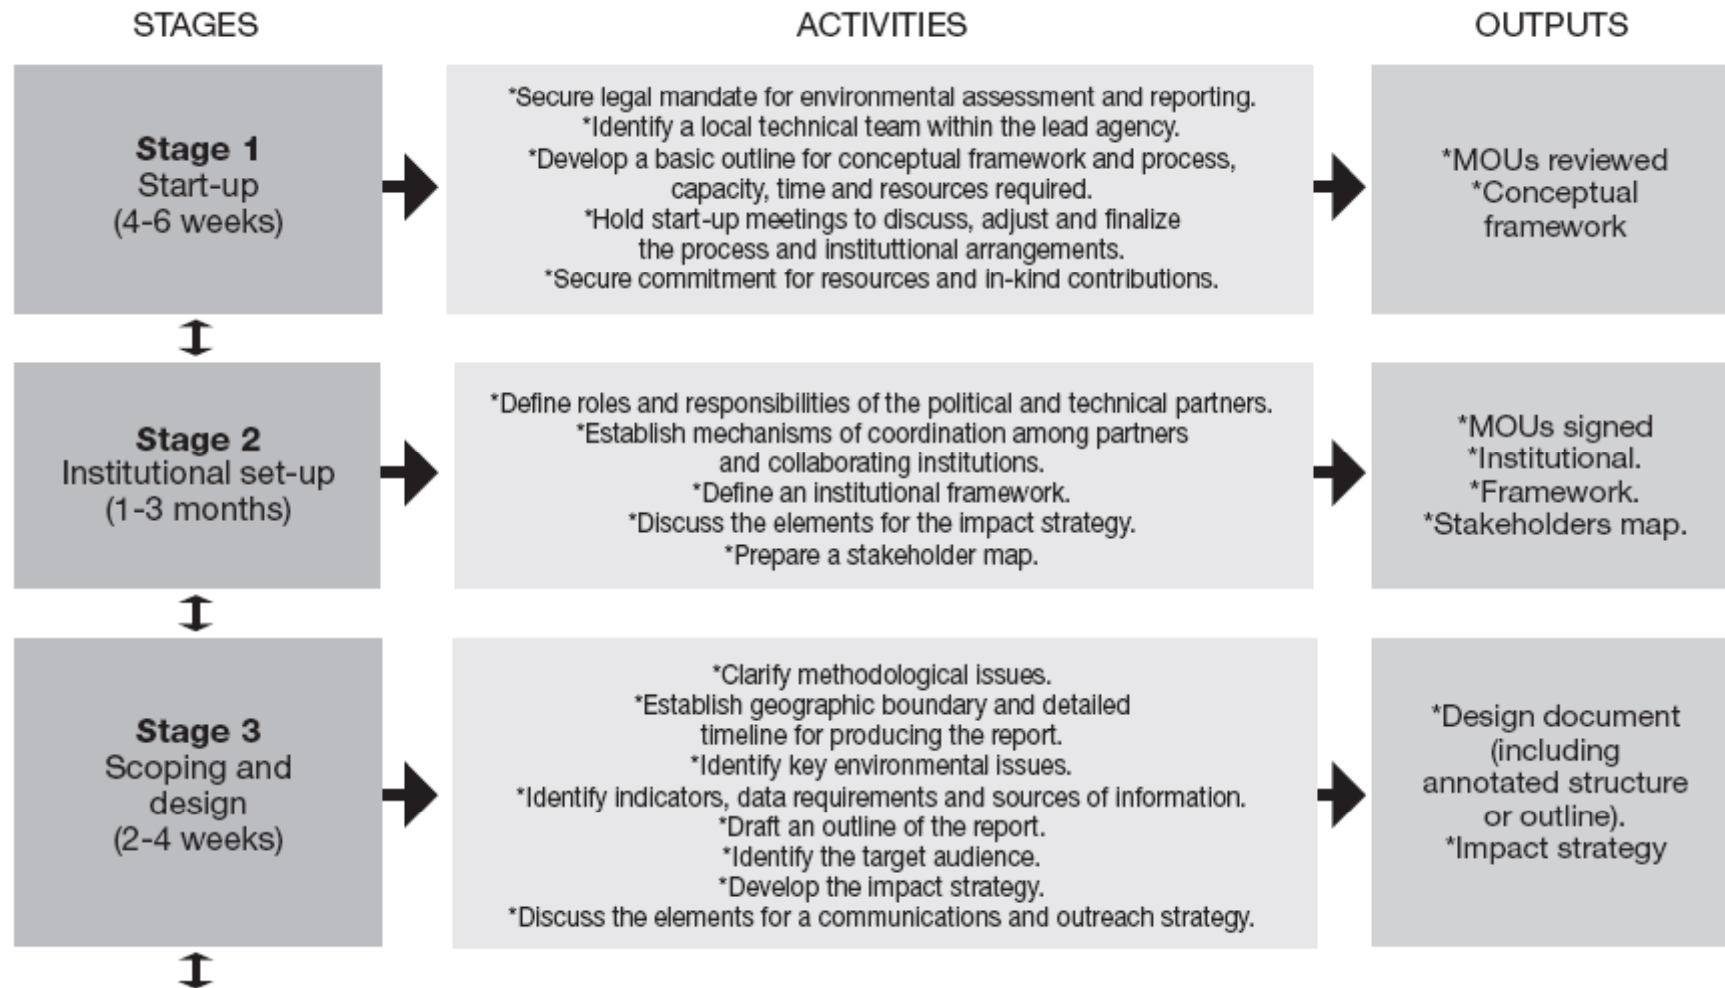 STAGES
ACTIVITIES
OUTPUTS
Stage 1
Start-up
(4-6 weeks)
*Secure legal mandate for environmental assessment and reporting.
*Identify a local technical team within the lead agency.
*Develop a basic outline for conceptual framework and process,
capacity, time and resources required.
*Hold start-up meetings to discuss, adjust and finalize
the process and instituttional arrangements.
*Secure commitment for resources and in-kind contributions.
*MOUs reviewed
*Conceptual
framework
Stage 2
Institutional set-up
(1-3 months)
*Define roles and responsibilities of the political and technical partners.
*Establish mechanisms of coordination among partners
and collaborating institutions.
*Define an institutional framework.
*Discuss the elements for the impact strategy.
*Prepare a stakeholder map.
*MOUs signed
*Institutional.
*Framework.
*Stakeholders map.
Stage 3
Scoping and
design
(2-4 weeks)
*Clarify methodological issues.
*Establish geographic boundary and detailed
timeline for producing the report.
*Identify key environmental issues.
*Identify indicators, data requirements and sources of information.
*Draft an outline of the report.
*Identify the target audience.
*Develop the impact strategy.
*Discuss the elements for a communications and outreach strategy.
*Design document
(including
annotated structure
or outline).
*Impact strategy